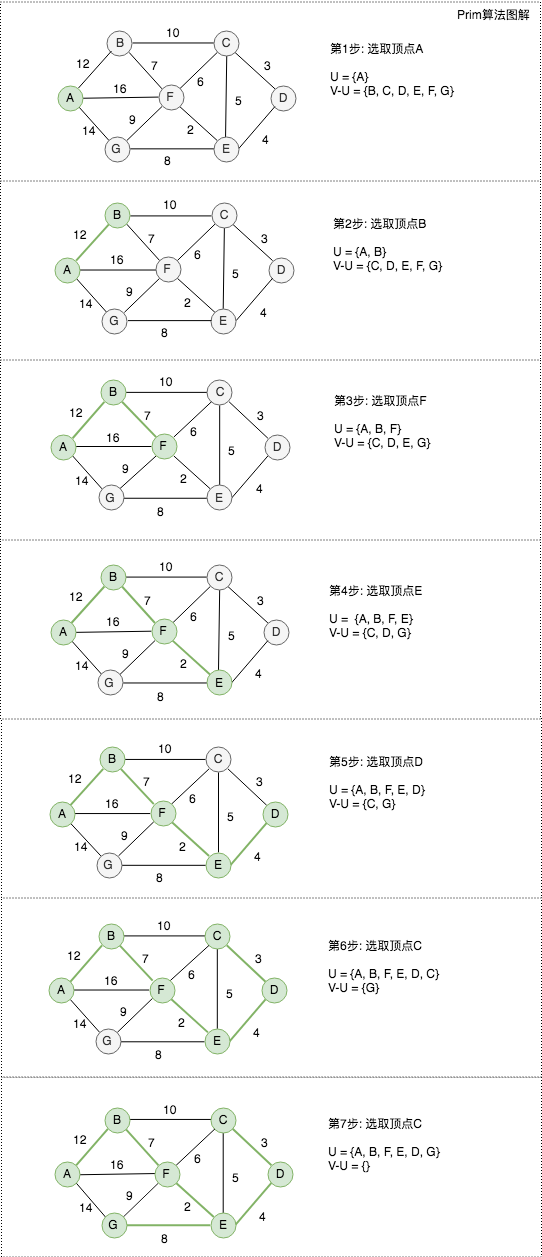 Prim算法图解
B 10 C
12 7 6 3
第1步: 选取顶点A
U = {A}
V-U = {B, C, D, E, F, G}
A 16 F 5 D
14 9 2 4
G 8 E
B 10 C
12 7 6 3
第2步: 选取顶点B
U = {A, B}
V-U = {C, D, E, F, G}
A 16 F 5 D
14 9 2 4
G 8 E
B 10 C
12 7 6 3
第3步: 选取顶点F
U = {A, B, F}
V-U = {C, D, E, G}
A 16 F 5 D
14 9 2 4
G 8 E
B 10 C
12 7 6 3
第4步: 选取顶点E
U =  {A, B, F, E}
V-U = {C, D, G}
A 16 F 5 D
14 9 2 4
G 8 E
B 10 C
12 7 6 3
第5步: 选取顶点D
U = {A, B, F, E, D}
V-U = {C, G}
A 16 F 5 D
14 9 2 4
G 8 E
B 10 C
12 7 6 3
第6步: 选取顶点C
U = {A, B, F, E, D, C}
V-U = {G}
A 16 F 5 D
14 9 2 4
G 8 E
B 10 C
12 7 6 3
第7步: 选取顶点C
U = {A, B, F, E, D, G}
V-U = {}
A 16 F 5 D
14 9 2 4
G 8 E